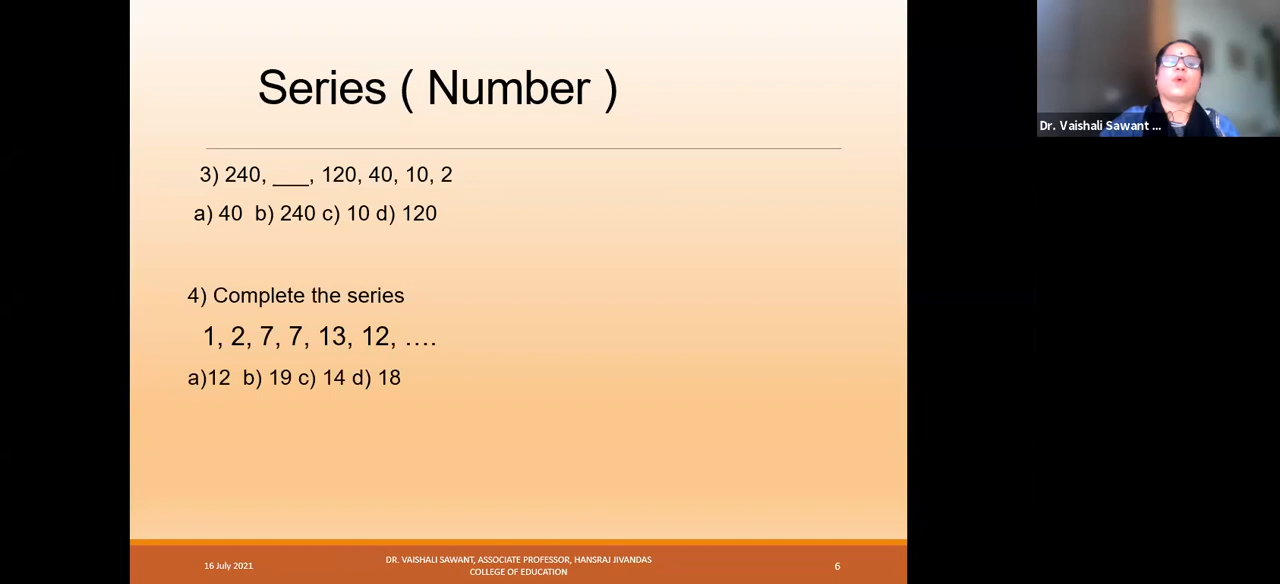 Series ( Number )
3) 240, ___, 120, 40, 10, 2
a) 40 b) 240 c) 10 d) 120
4) Complete the series
1, 2, 7, 7, 13, 12, ….
a)12 b) 19 c) 14 d) 18
16 July 2021
DR. VAISHALI SAWANT, ASSOCIATE PROFESSOR, HANSRAJ JIVANDAS
COLLEGE OF EDUCATION
6
Dr. Vaishali Sawant ...